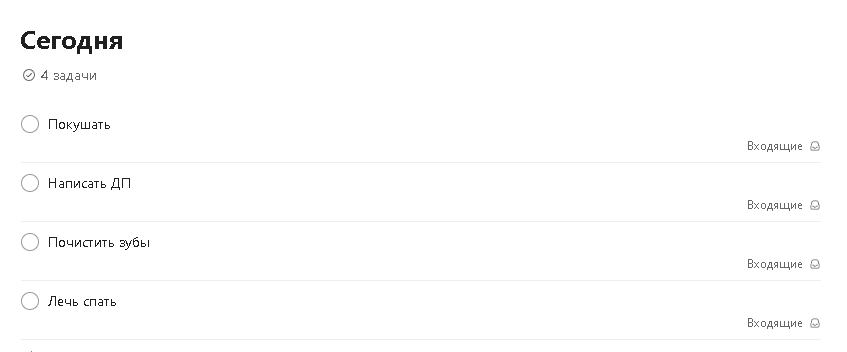 Сегодня
4 задачи
Покушать
Входящие
Написать ДП
Входящие
Почистить зубы
Входящие
Лечь спать
Входящие